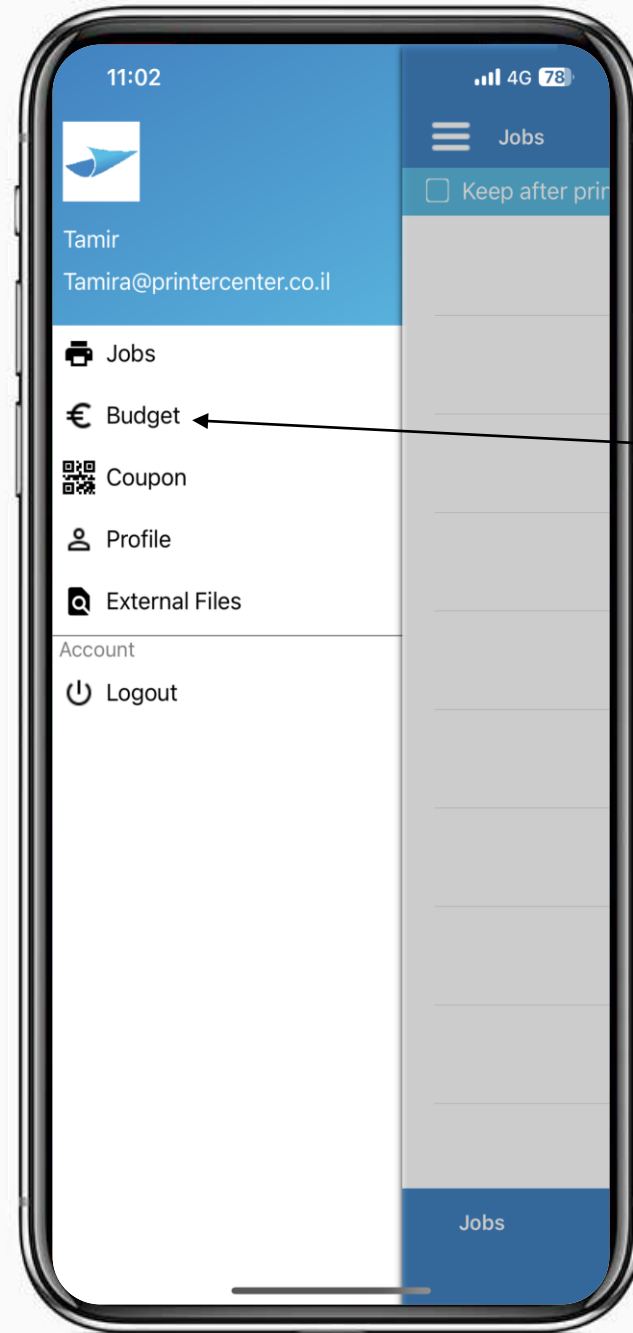 11:02
4G 78
Jobs
Keep after prin
Tamir
Tamira@printercenter.co.il
Jobs
Budget
Coupon
Profile
External Files
Account
Logout
Jobs